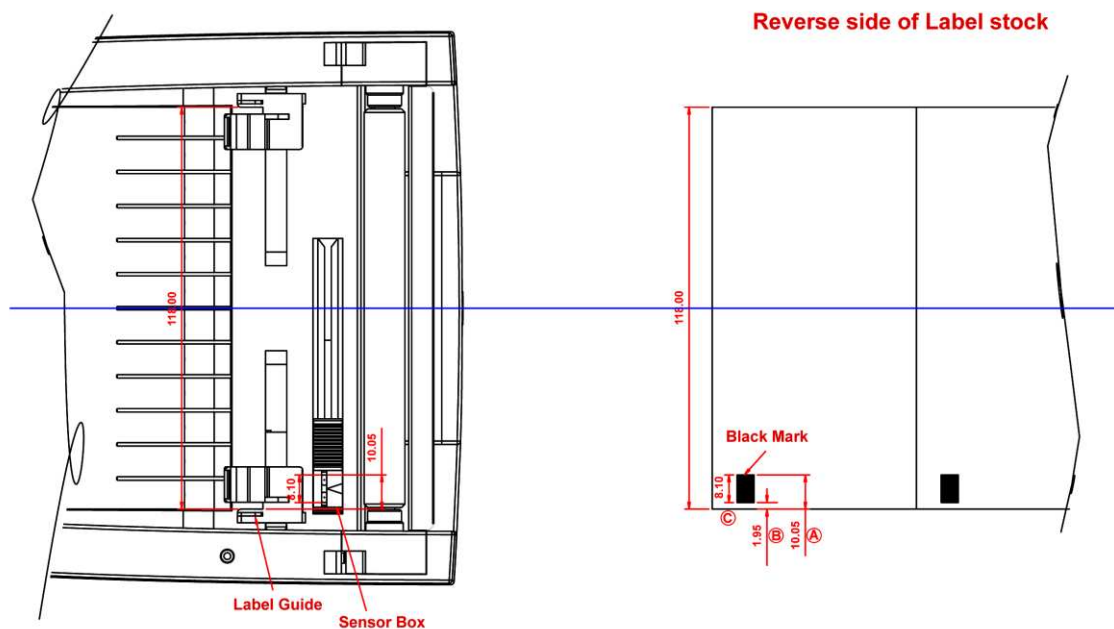 Reverse side of Label stock
118.00
8.10
10.05
Label Guide
Sensor Box
118.00
Black Mark
8.10
C
1.95
B
10.05
A